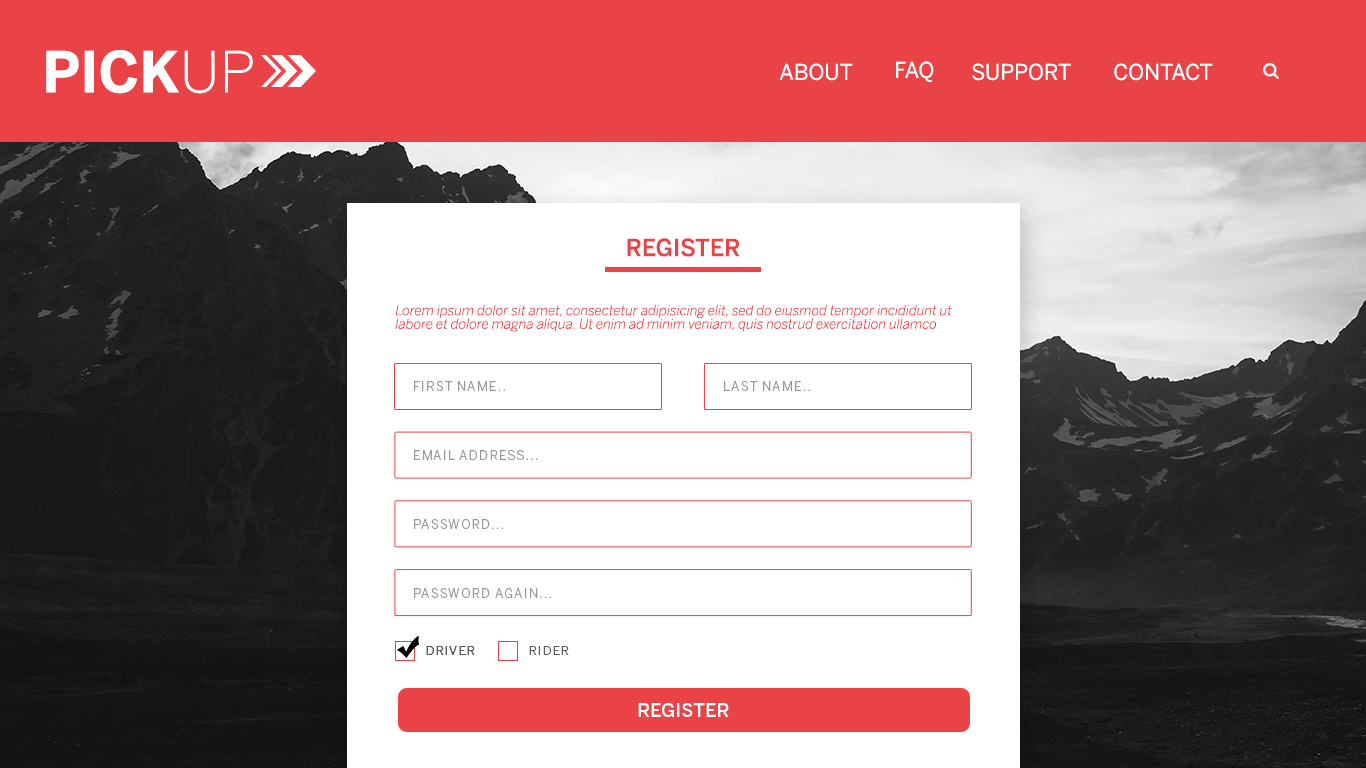 PICKUP
ABOUT FAQ SUPPORT CONTACT
REGISTER
Lorem ipsum dolor sit amet, consectetur adipisicing elit, sed do eiusmod tempor incididunt ut
labore et dolore magna aliqua. Ut enim ad minim veniam, quis nostrud exercitation ullamco
FIRST NAME.. LAST NAME..
EMAIL ADDRESS...
PASSWORD...
PASSWORD AGAIN...
DRIVER RIDER
REGISTER